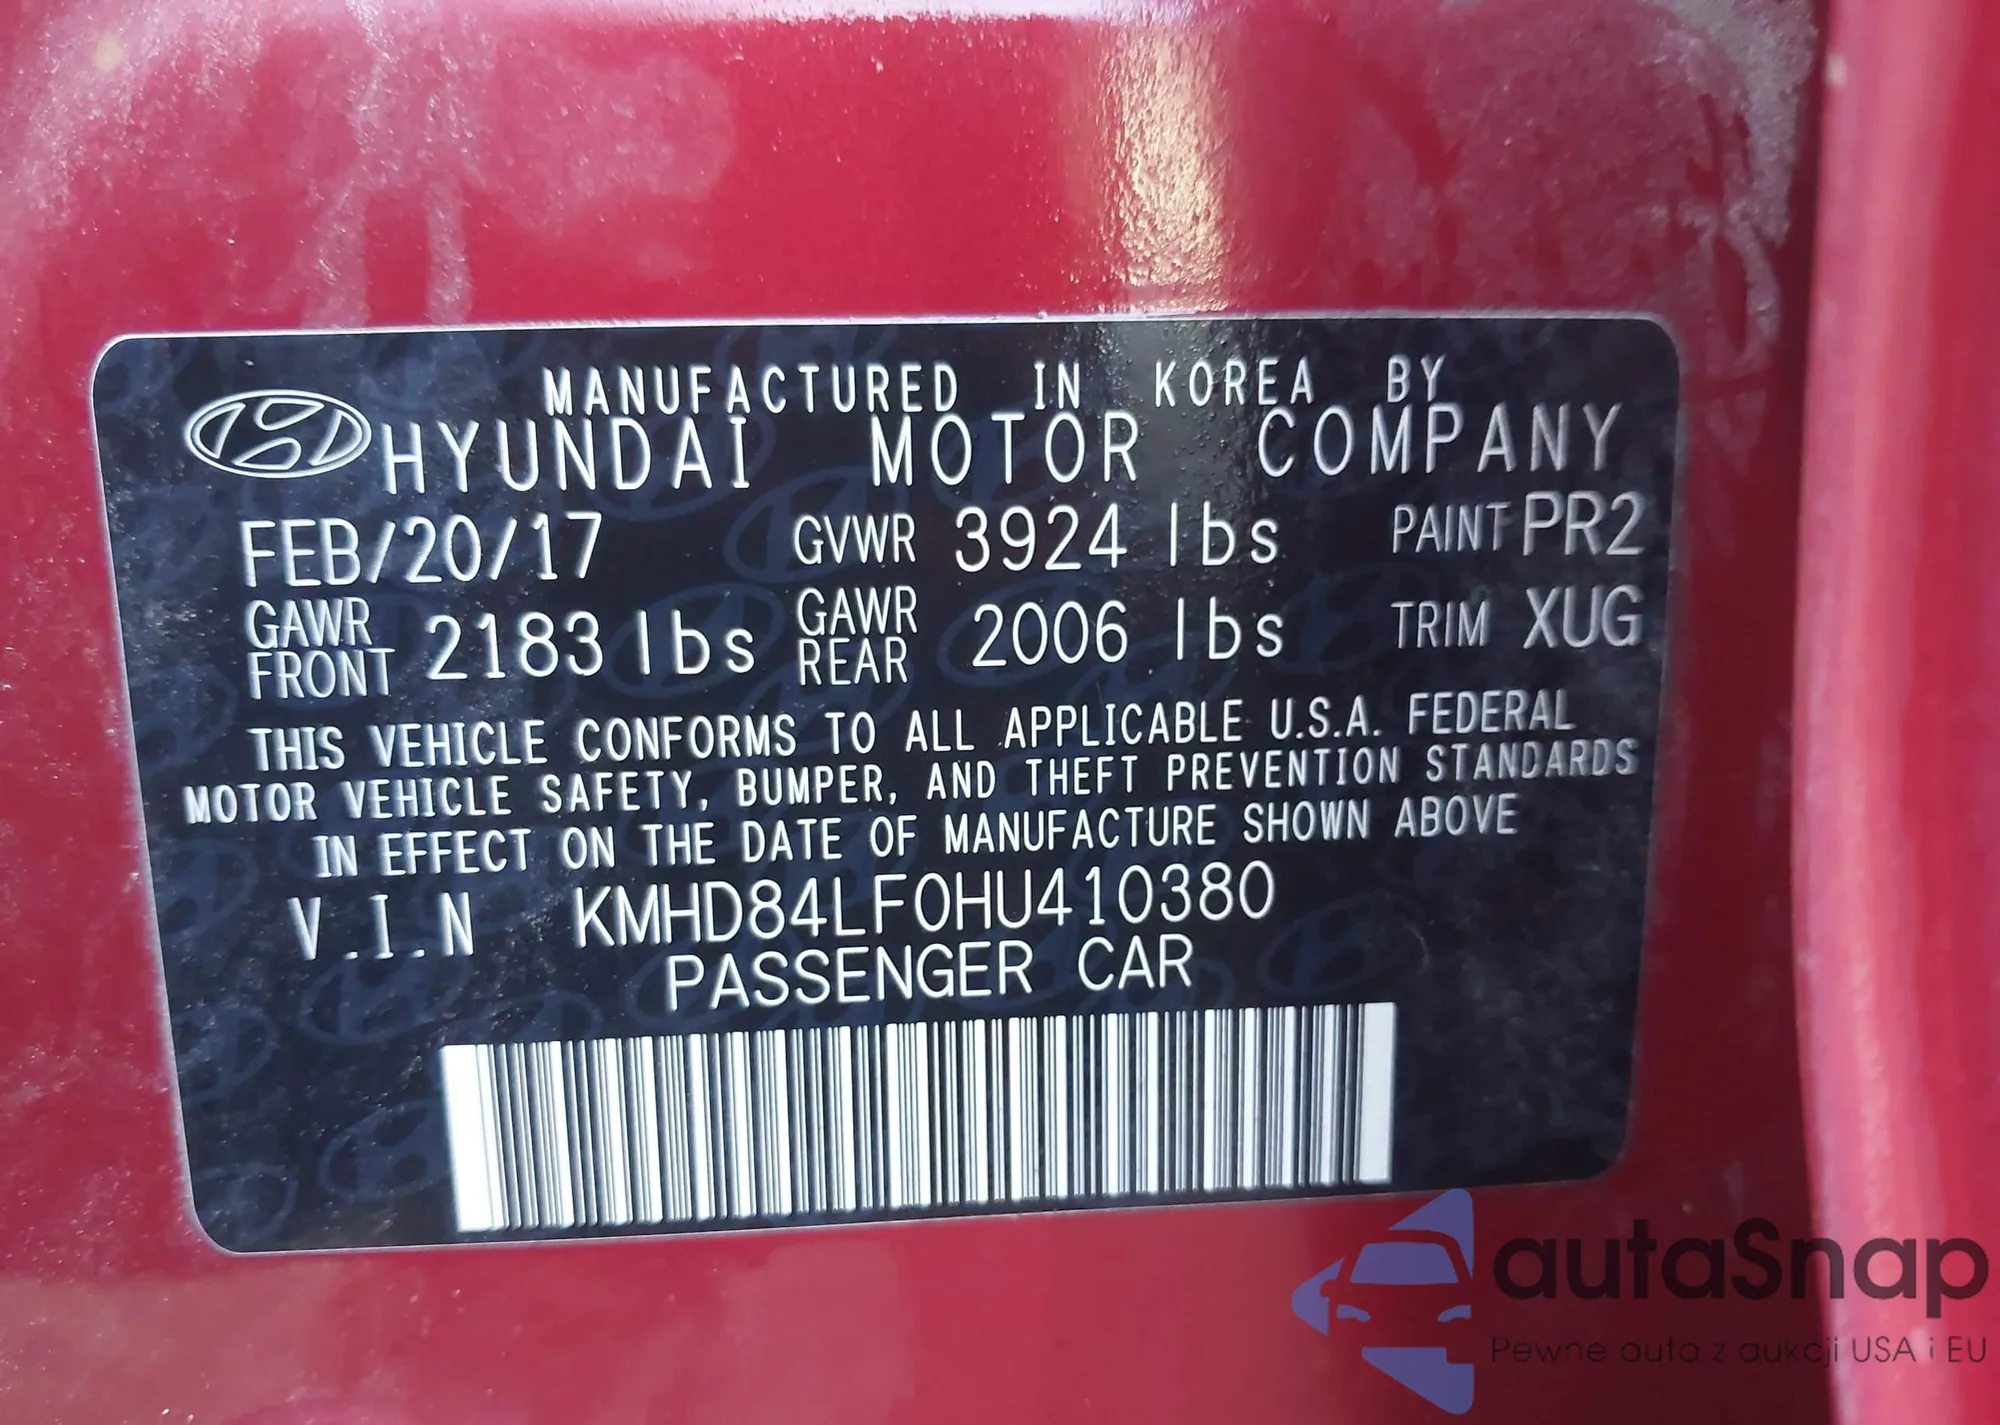 MANUFACTURED IN KOREA BY
HYUNDAI MOTOR COMPANY
FEB/20/17 GVWR 3924 lbs PAINT PR2
GAWR FRONT 2183 lbs GAWR REAR 2006 lbs TRIM XUG
THIS VEHICLE CONFORMS TO ALL APPLICABLE U.S.A. FEDERAL
MOTOR VEHICLE SAFETY, BUMPER, AND THEFT PREVENTION STANDARDS
IN EFFECT ON THE DATE OF MANUFACTURE SHOWN ABOVE
V.I.N KMHD84LF0HU410380
PASSENGER CAR
autaSnap
Pewne auta z aukcji USA i EU